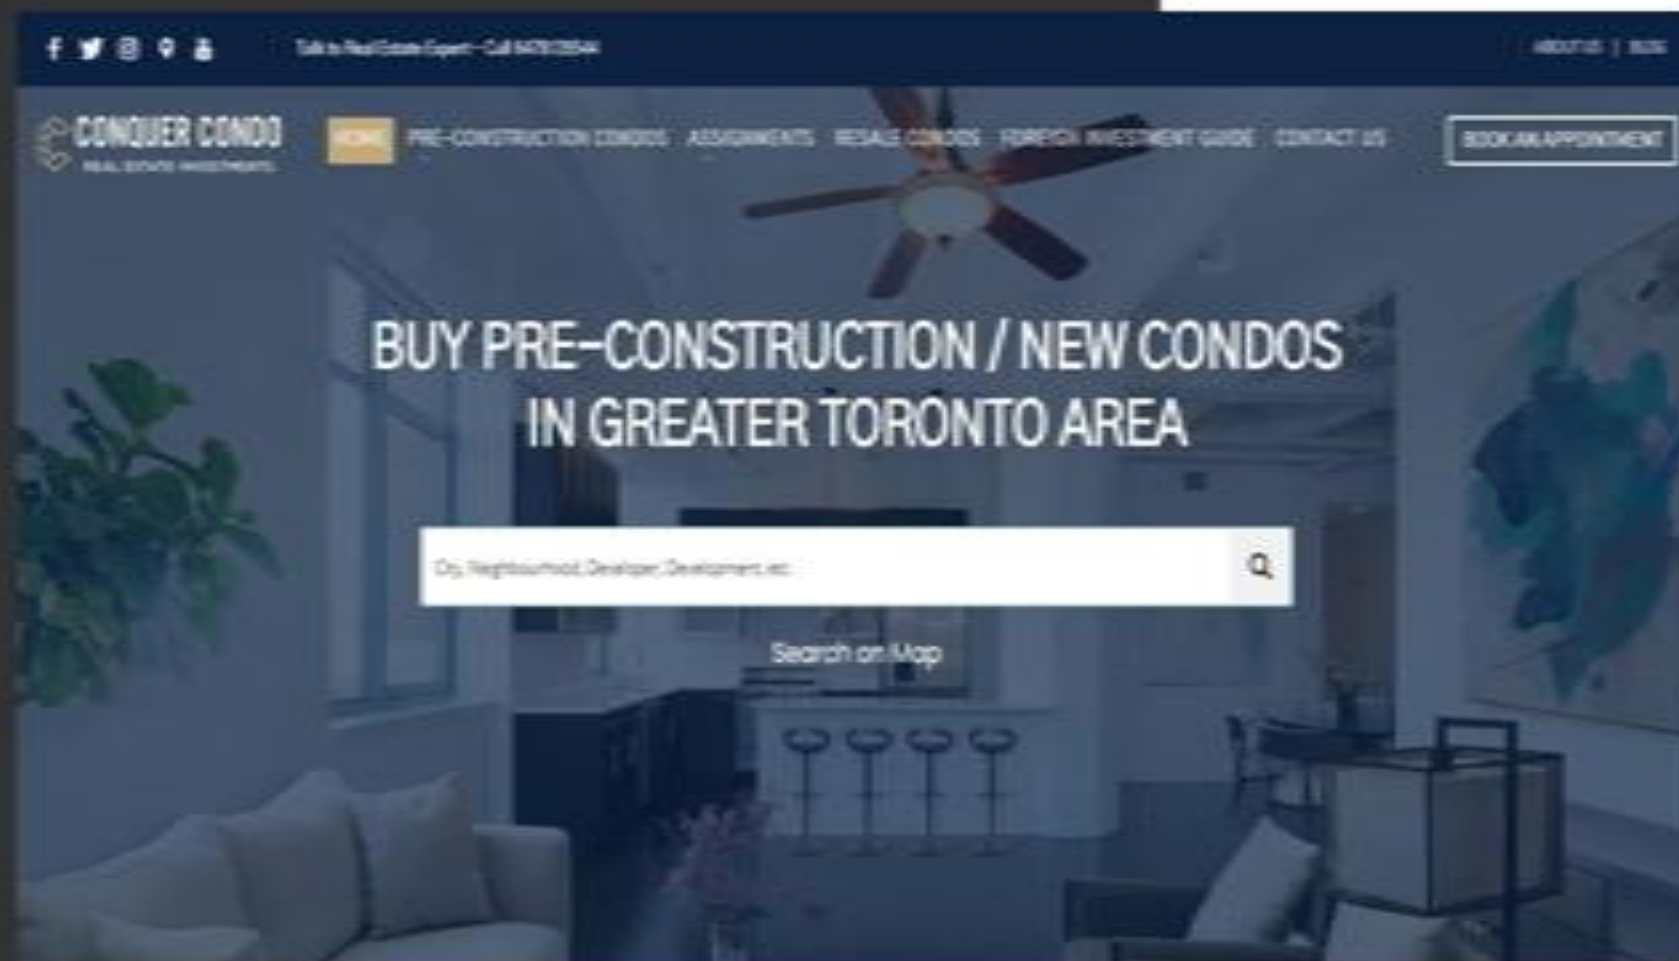 Talk to Real Estate Expert - Call
ABOUT US | BLOG
CONQUER CONDO
REAL ESTATE INVESTMENTS
HOME PRE-CONSTRUCTION CONDOS ASSIGNMENTS RESALE CONDOS FOREIGN INVESTMENT GUIDE CONTACT US
BOOK AN APPOINTMENT
BUY PRE-CONSTRUCTION / NEW CONDOS
IN GREATER TORONTO AREA
City, Neighbourhood, Developer, Development, etc.
Search on Map